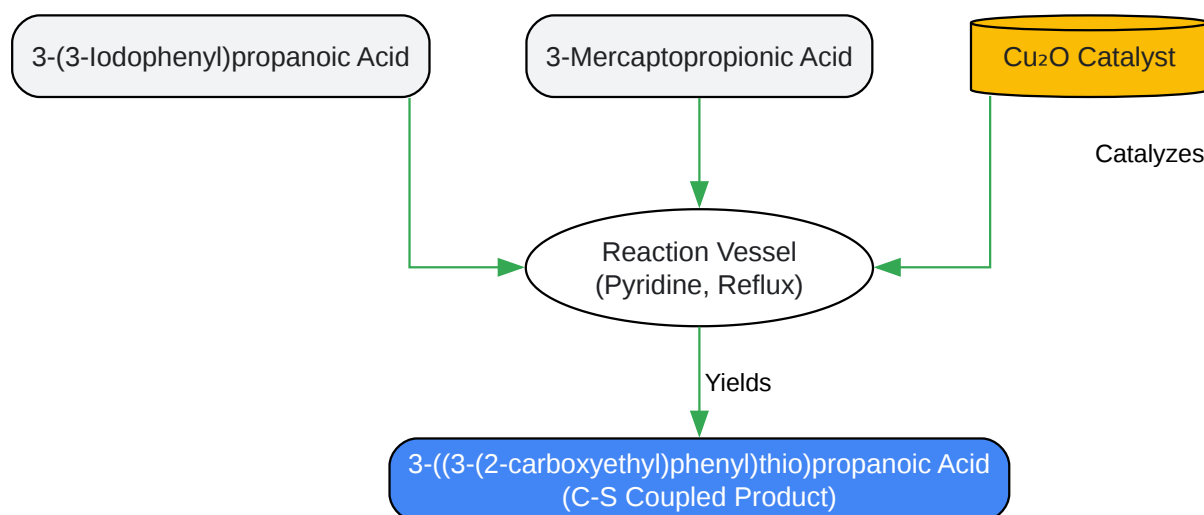 3-(3-Iodophenyl)propanoic Acid
3-Mercaptopropionic Acid
Cu₂O Catalyst
Catalyzes
Reaction Vessel
(Pyridine, Reflux)
Yields
3-((3-(2-carboxyethyl)phenyl)thio)propanoic Acid
(C-S Coupled Product)